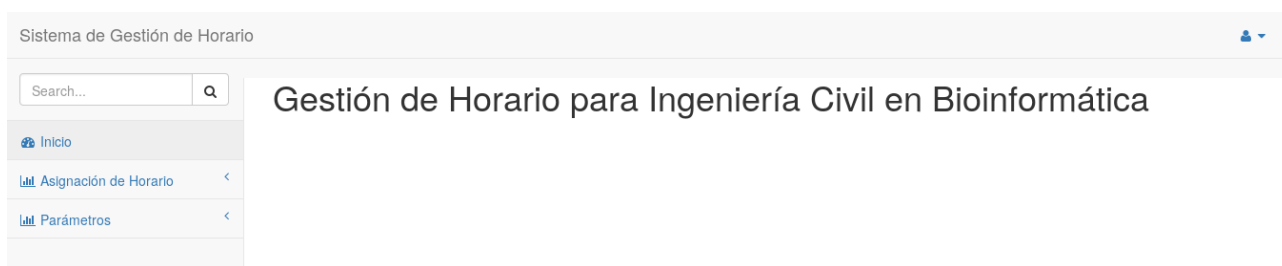 Sistema de Gestión de Horario
Search...
Gestión de Horario para Ingeniería Civil en Bioinformática
Inicio
Asignación de Horario
Parámetros